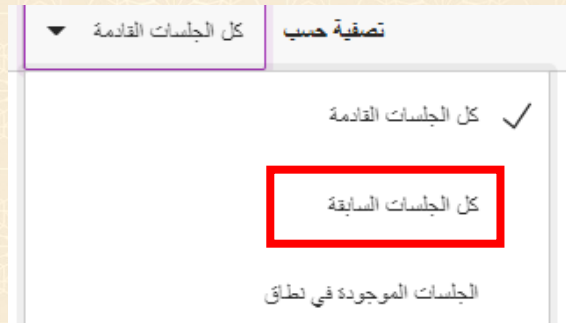 تصفية حسب كل الجلسات القادمة
كل الجلسات القادمة
كل الجلسات السابقة
الجلسات الموجودة في نطاق